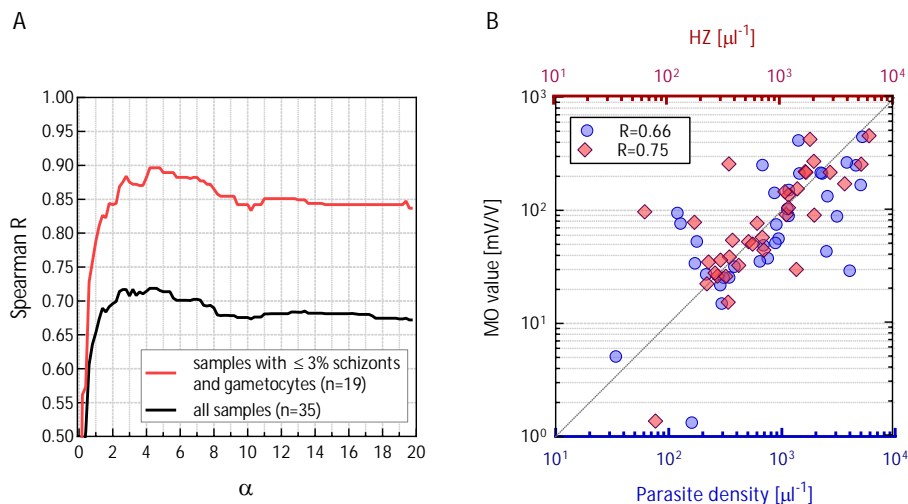 A
1.00
0.95
0.90
0.85
0.80
0.75
0.70
0.65
0.60
0.55
0.50
Spearman R
samples with ≤ 3% schizonts
and gametocytes (n=19)
all samples (n=35)
0 2 4 6 8 10 12 14 16 18 20
α
B
HZ [μl⁻¹]
10¹ 10² 10³ 10⁴
10³
10²
10¹
10⁰
MO value [mV/V]
R=0.66
R=0.75
10¹ 10² 10³ 10⁴
Parasite density [μl⁻¹]